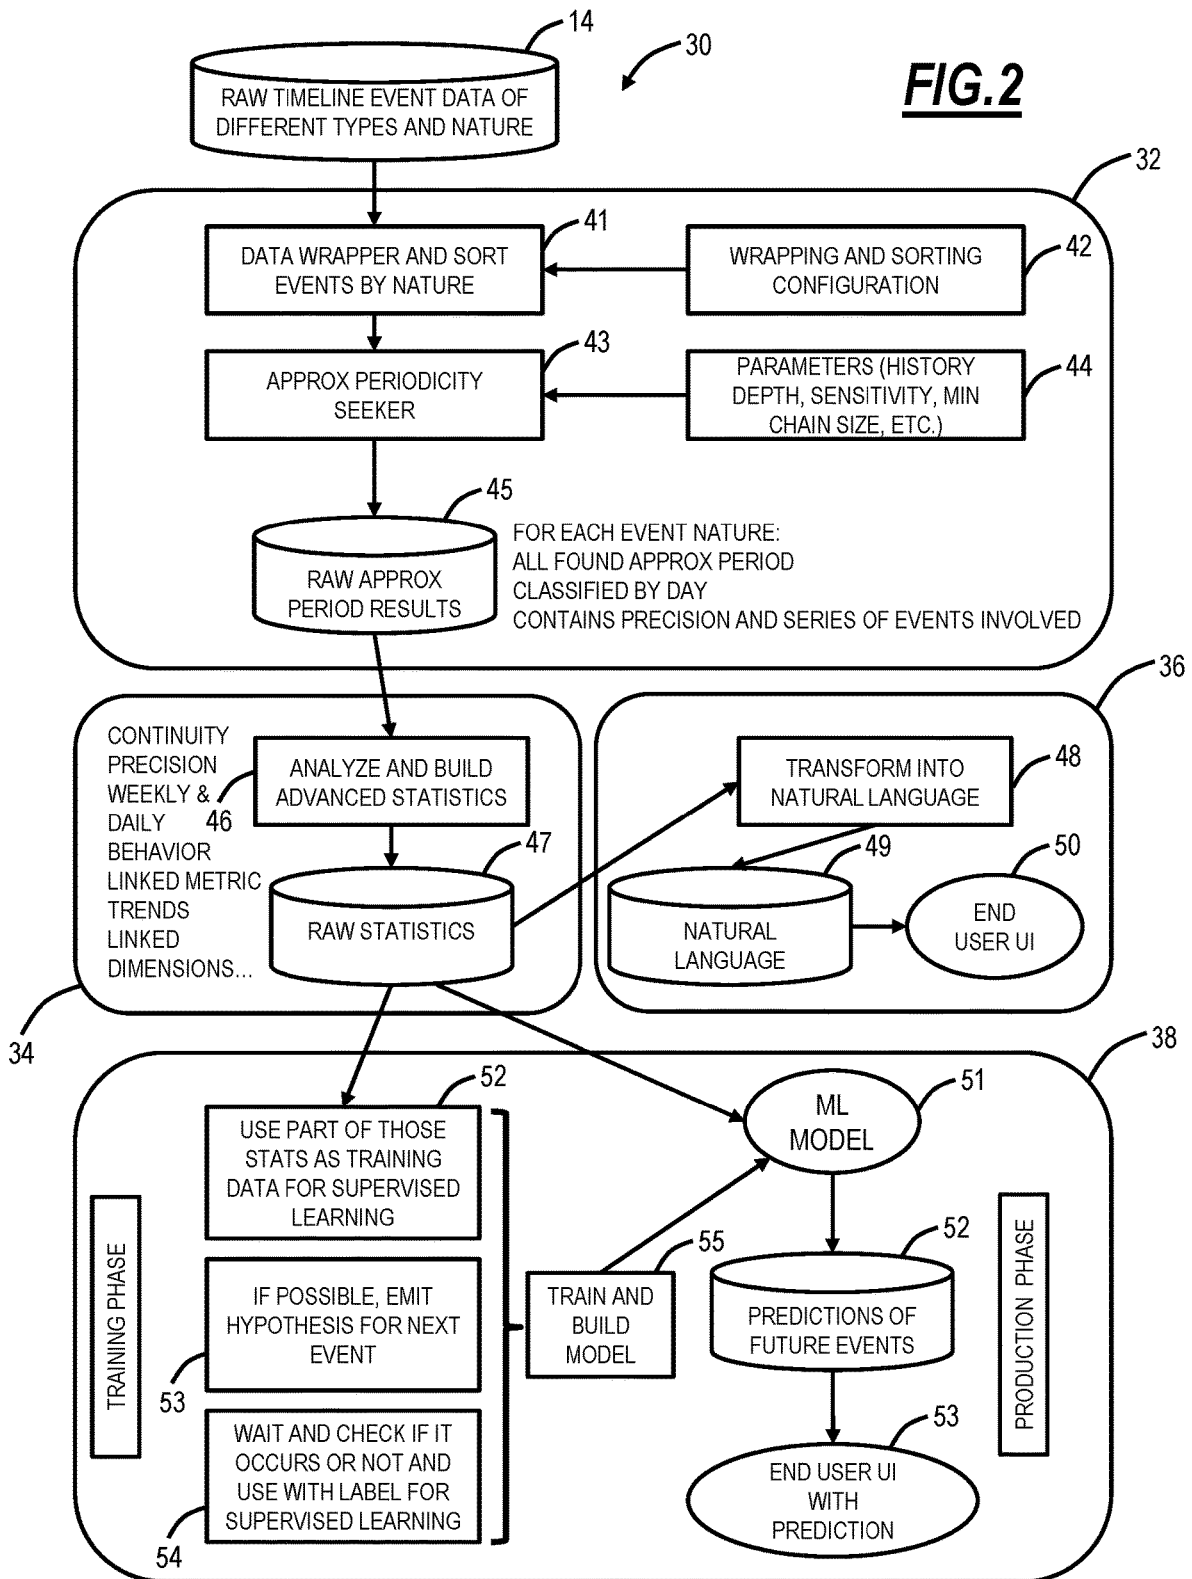 14
30
FIG.2
RAW TIMELINE EVENT DATA OF
DIFFERENT TYPES AND NATURE
32
41
DATA WRAPPER AND SORT
EVENTS BY NATURE
WRAPPING AND SORTING
CONFIGURATION
42
43
APPROX PERIODICITY
SEEKER
PARAMETERS (HISTORY
DEPTH, SENSITIVITY, MIN
CHAIN SIZE, ETC.)
44
45
RAW APPROX
PERIOD RESULTS
FOR EACH EVENT NATURE:
ALL FOUND APPROX PERIOD
CLASSIFIED BY DAY
CONTAINS PRECISION AND SERIES OF EVENTS INVOLVED
36
CONTINUITY
PRECISION
WEEKLY &
DAILY
BEHAVIOR
LINKED METRIC
TRENDS
LINKED
DIMENSIONS...
46
ANALYZE AND BUILD
ADVANCED STATISTICS
47
RAW STATISTICS
34
TRANSFORM INTO
NATURAL LANGUAGE
48
49
NATURAL
LANGUAGE
50
END
USER UI
38
52
USE PART OF THOSE
STATS AS TRAINING
DATA FOR SUPERVISED
LEARNING
51
ML
MODEL
TRAINING PHASE
IF POSSIBLE, EMIT
HYPOTHESIS FOR NEXT
EVENT
53
55
TRAIN AND
BUILD
MODEL
52
PREDICTIONS OF
FUTURE EVENTS
PRODUCTION PHASE
WAIT AND CHECK IF IT
OCCURS OR NOT AND
USE WITH LABEL FOR
SUPERVISED LEARNING
54
53
END USER UI
WITH
PREDICTION